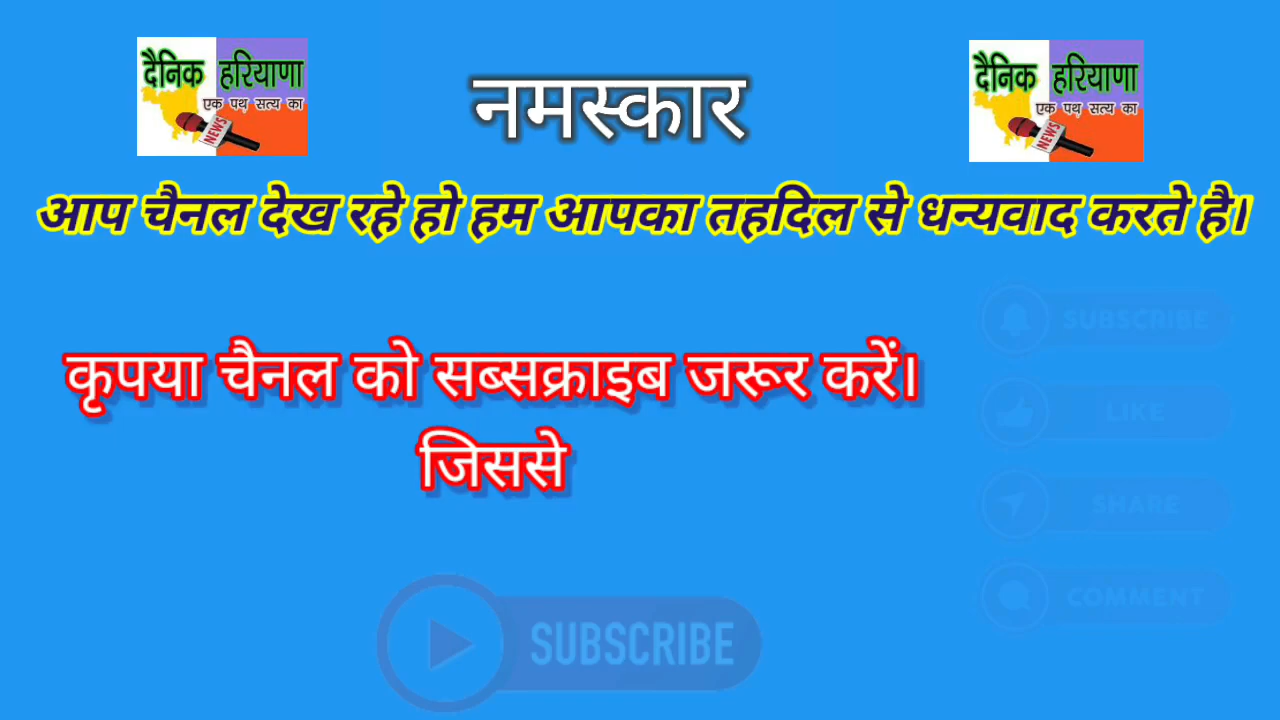 दैनिक हरियाणा
एक पथ सत्य का
NEWS
नमस्कार
दैनिक हरियाणा
एक पथ सत्य का
NEWS
आप चैनल देख रहे हो हम आपका तहदिल से धन्यवाद करते है।
कृपया चैनल को सब्सक्राइब जरूर करें।
जिससे
SUBSCRIBE
LIKE
SHARE
COMMENT
SUBSCRIBE